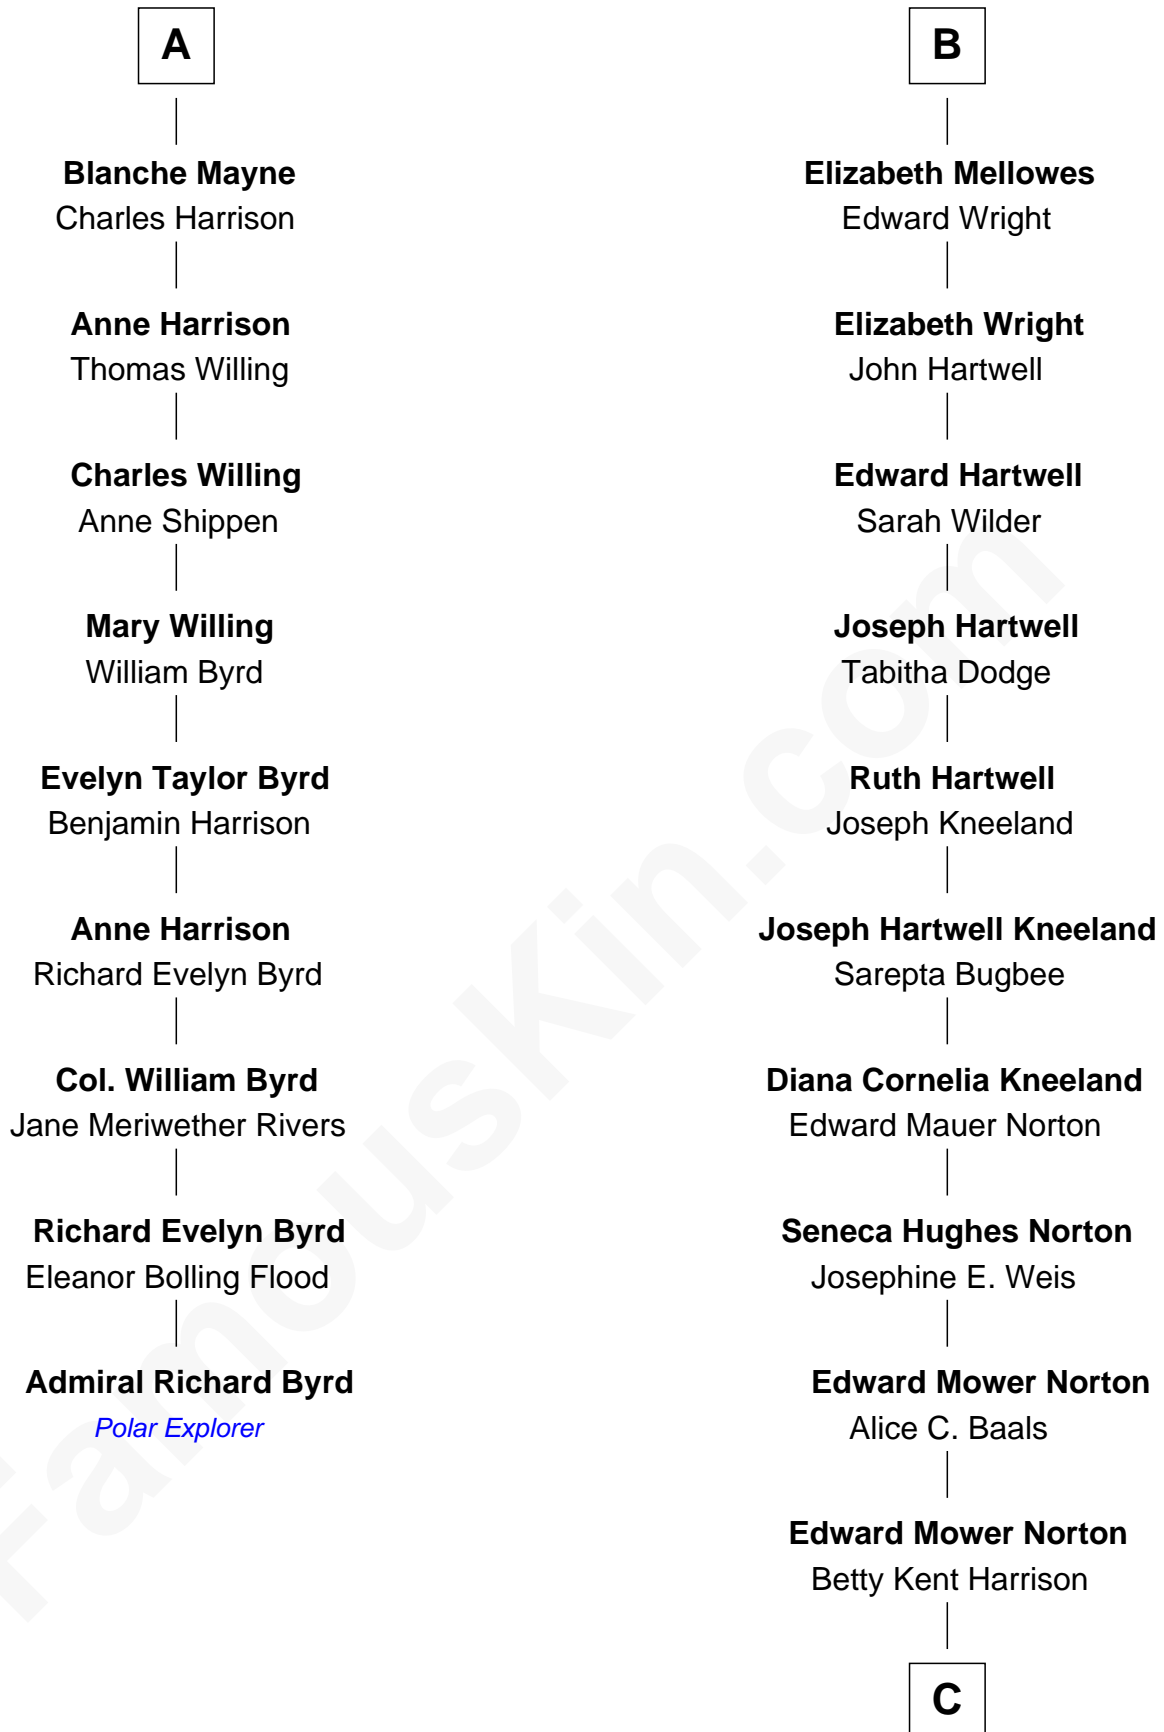 A
Blanche Mayne
Charles Harrison
Anne Harrison
Thomas Willing
Charles Willing
Anne Shippen
Mary Willing
William Byrd
Evelyn Taylor Byrd
Benjamin Harrison
Anne Harrison
Richard Evelyn Byrd
Col. William Byrd
Jane Meriwether Rivers
Richard Evelyn Byrd
Eleanor Bolling Flood
Admiral Richard Byrd
Polar Explorer
B
Elizabeth Mellowes
Edward Wright
Elizabeth Wright
John Hartwell
Edward Hartwell
Sarah Wilder
Joseph Hartwell
Tabitha Dodge
Ruth Hartwell
Joseph Kneeland
Joseph Hartwell Kneeland
Sarepta Bugbee
Diana Cornelia Kneeland
Edward Mauer Norton
Seneca Hughes Norton
Josephine E. Weis
Edward Mower Norton
Alice C. Baals
Edward Mower Norton
Betty Kent Harrison
C
FamousKin.com